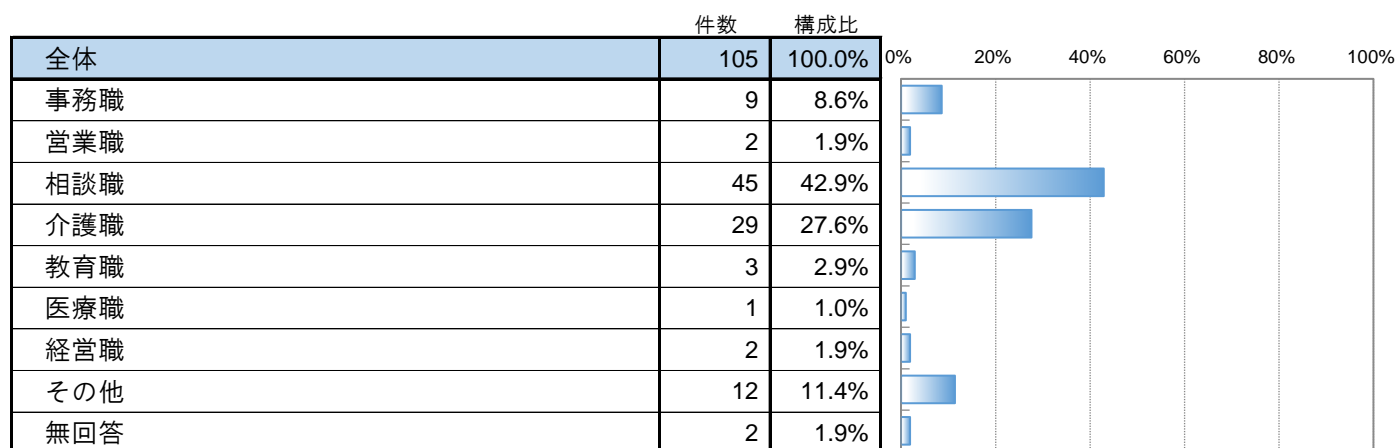 件数 構成比
全体 105 100.0% 0% 20% 40% 60% 80% 100%
事務職 9 8.6%
営業職 2 1.9%
相談職 45 42.9%
介護職 29 27.6%
教育職 3 2.9%
医療職 1 1.0%
経営職 2 1.9%
その他 12 11.4%
無回答 2 1.9%